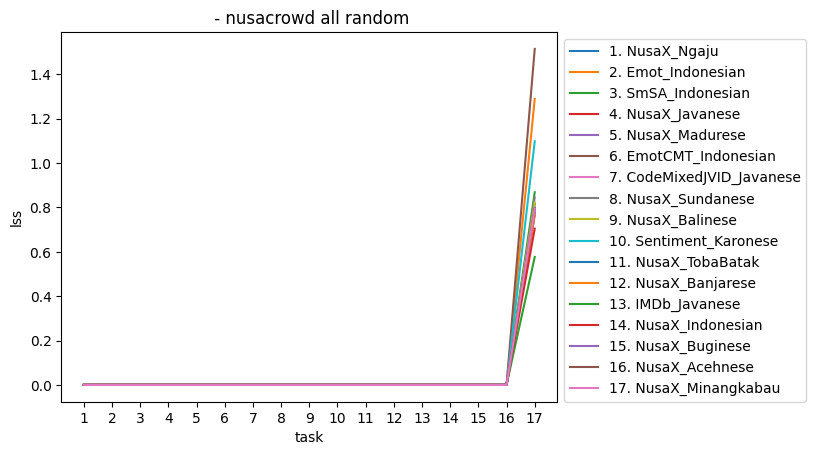 - nusacrowd all random
lss
1.4
1.2
1.0
0.8
0.6
0.4
0.2
0.0
1 2 3 4 5 6 7 8 9 10 11 12 13 14 15 16 17
task
1. NusaX_Ngaju
2. Emot_Indonesian
3. SmSA_Indonesian
4. NusaX_Javanese
5. NusaX_Madurese
6. EmotCMT_Indonesian
7. CodeMixedJVID_Javanese
8. NusaX_Sundanese
9. NusaX_Balinese
10. Sentiment_Karonese
11. NusaX_TobaBatak
12. NusaX_Banjarese
13. IMDb_Javanese
14. NusaX_Indonesian
15. NusaX_Buginese
16. NusaX_Acehnese
17. NusaX_Minangkabau